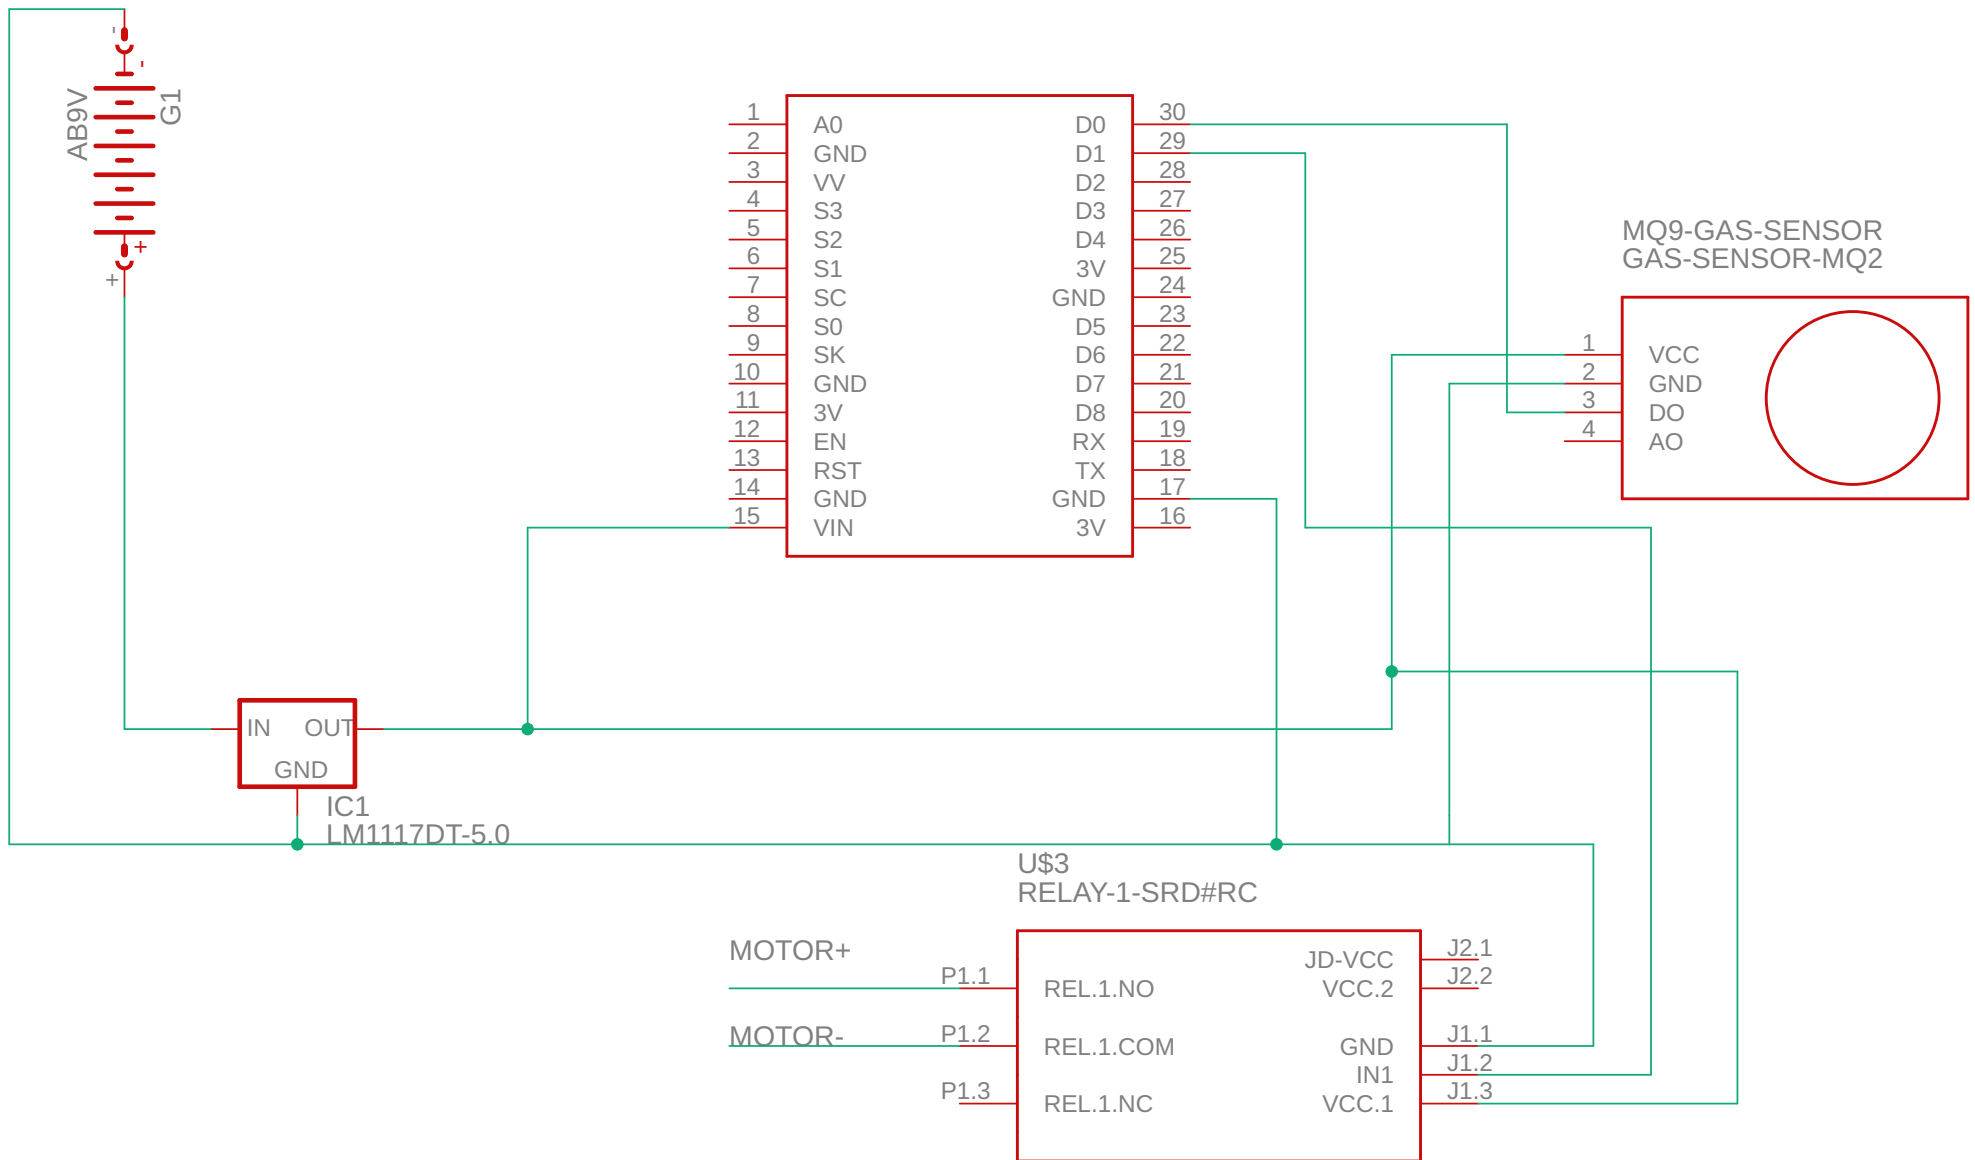 -
-
AB9V
G1
+
+
1 A0 D0 30
2 GND D1 29
3 VV D2 28
4 S3 D3 27
5 S2 D4 26
6 S1 3V 25
7 SC GND 24
8 S0 D5 23
9 SK D6 22
10 GND D7 21
11 3V D8 20
12 EN RX 19
13 RST TX 18
14 GND GND 17
15 VIN 3V 16
MQ9-GAS-SENSOR
GAS-SENSOR-MQ2
1 VCC
2 GND
3 DO
4 AO
IN OUT
GND
IC1
LM1117DT-5.0
U$3
RELAY-1-SRD#RC
MOTOR+
MOTOR-
P1.1 REL.1.NO
P1.2 REL.1.COM
P1.3 REL.1.NC
JD-VCC J2.1
VCC.2 J2.2
GND J1.1
IN1 J1.2
VCC.1 J1.3